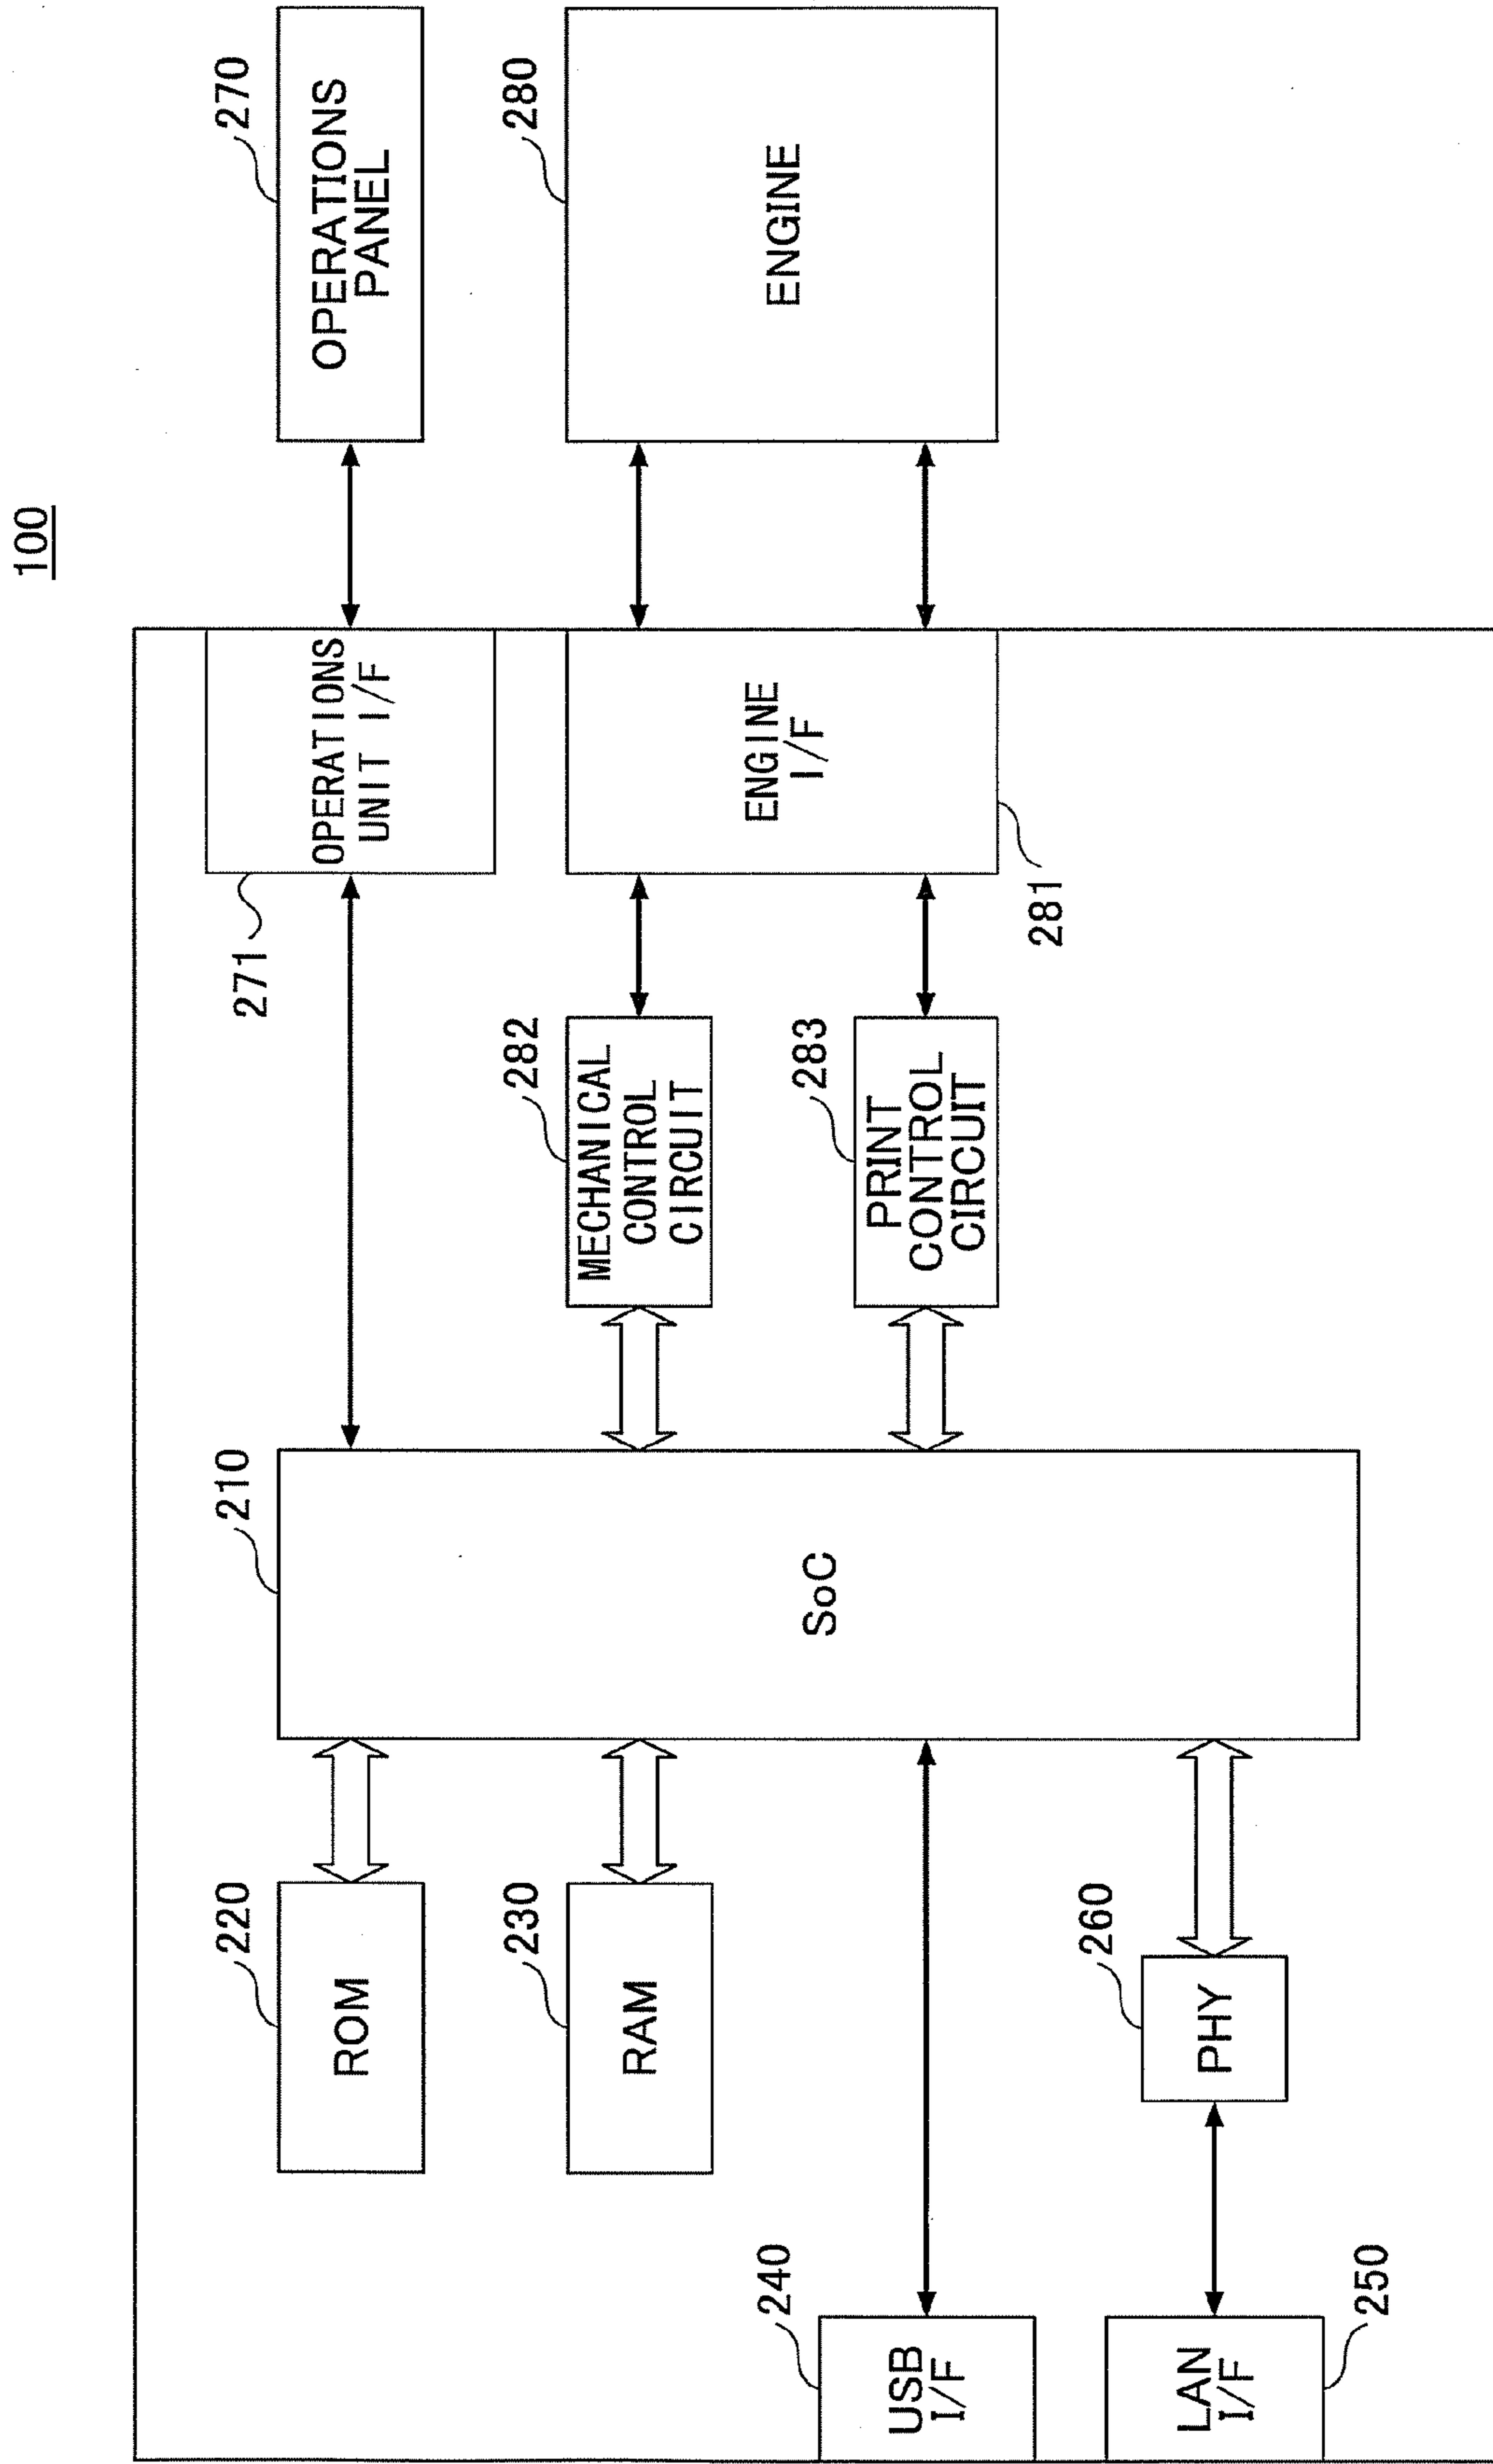 100
220
ROM
230
RAM
240
USB
I/F
LAN
I/F
250
260
PHY
210
SoC
271
OPERATIONS
UNIT I/F
282
MECHANICAL
CONTROL
CIRCUIT
283
PRINT
CONTROL
CIRCUIT
ENGINE
I/F
281
270
OPERATIONS
PANEL
280
ENGINE